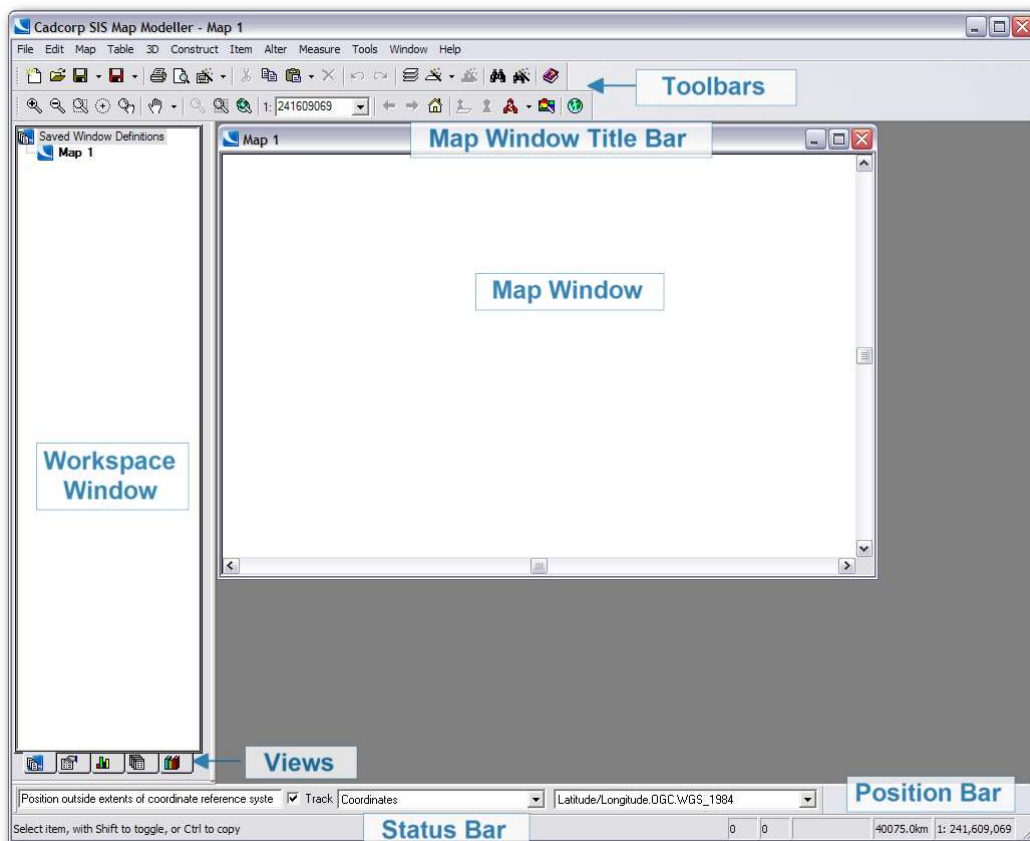 Cadcorp SIS Map Modeller - Map 1
File Edit Map Table 3D Construct Item Alter Measure Tools Window Help
Toolbars
1: 241609069
Saved Window Definitions
Map 1
Map 1
Map Window Title Bar
Map Window
Workspace
Window
Views
Position outside extents of coordinate reference syste Track Coordinates Latitude/Longitude.OGC.WGS_1984
Position Bar
Select item, with Shift to toggle, or Ctrl to copy
Status Bar
0 0 40075.0km 1: 241,609,069